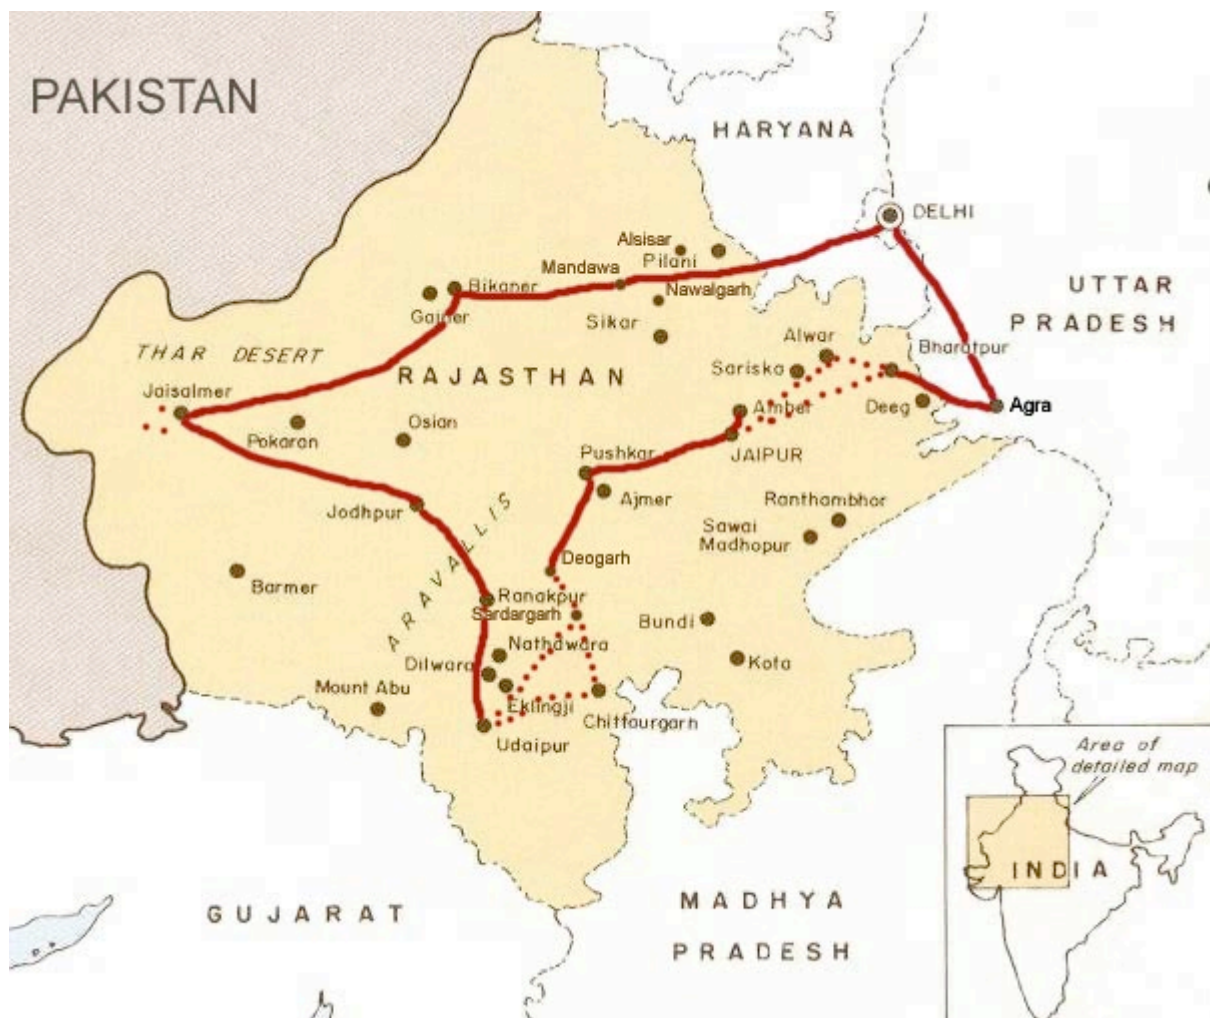 PAKISTAN
HARYANA
DELHI
Alsisar
Pilani
Mandawa
Bikaner
Nawalgarh
Gajner
Sikar
UTTAR
PRADESH
THAR DESERT
Alwar
Bharatpur
RAJASTHAN
Sariska
Jaisalmer
Amber
Deeg
Agra
Pokaran
Osian
JAIPUR
Pushkar
Ajmer
Ranthambhor
Jodhpur
Sawai
Madhopur
ARAVALLIS
Deogarh
Barmer
Ranakpur
Sardargarh
Bundi
Nathdwara
Dilwara
Kota
Mount Abu
Eklingji
Chittourgarh
Udaipur
Area of
detailed map
INDIA
GUJARAT
MADHYA
PRADESH